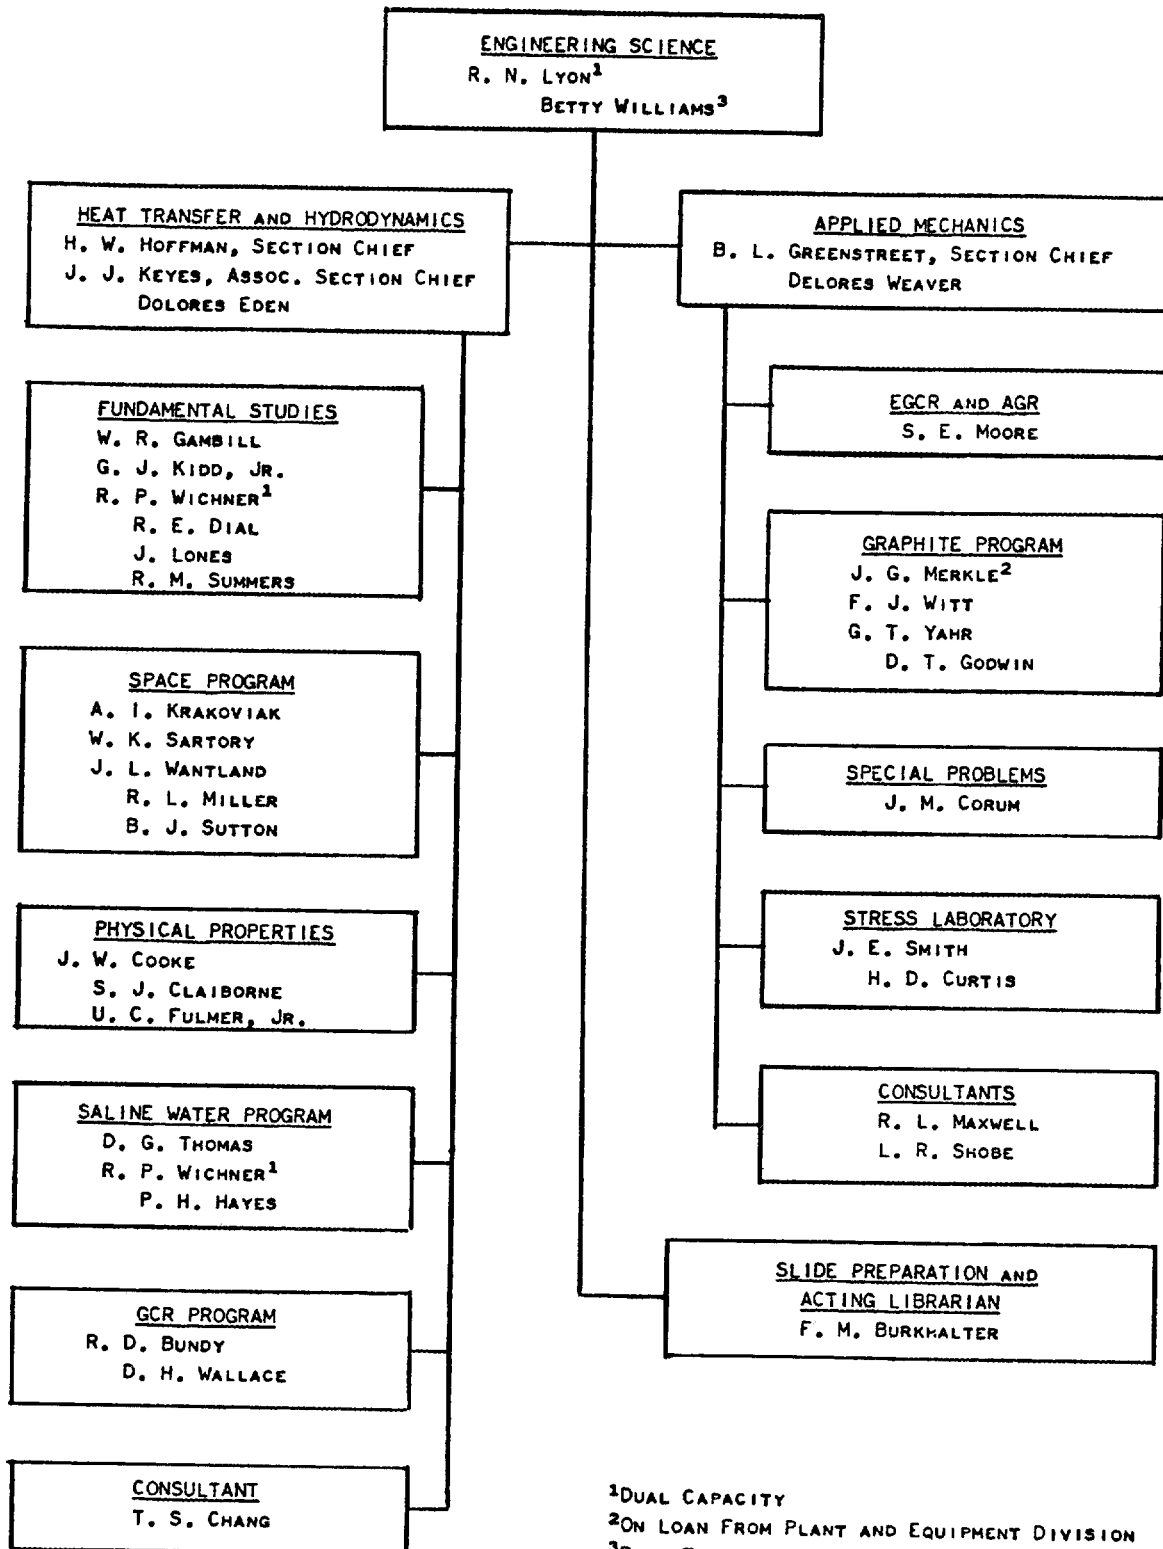 ENGINEERING SCIENCE
R. N. LYON¹
BETTY WILLIAMS³
HEAT TRANSFER AND HYDRODYNAMICS
H. W. HOFFMAN, SECTION CHIEF
J. J. KEYES, ASSOC. SECTION CHIEF
DOLORES EDEN
FUNDAMENTAL STUDIES
W. R. GAMBILL
G. J. KIDD, JR.
R. P. WICHNER¹
R. E. DIAL
J. LONES
R. M. SUMMERS
SPACE PROGRAM
A. I. KRAKOVIAK
W. K. SARTORY
J. L. WANTLAND
R. L. MILLER
B. J. SUTTON
PHYSICAL PROPERTIES
J. W. COOKE
S. J. CLAIBORNE
U. C. FULMER, JR.
SALINE WATER PROGRAM
D. G. THOMAS
R. P. WICHNER¹
P. H. HAYES
GCR PROGRAM
R. D. BUNDY
D. H. WALLACE
CONSULTANT
T. S. CHANG
APPLIED MECHANICS
B. L. GREENSTREET, SECTION CHIEF
DELORES WEAVER
EGCR AND AGR
S. E. MOORE
GRAPHITE PROGRAM
J. G. MERKLE²
F. J. WITT
G. T. YAHR
D. T. GODWIN
SPECIAL PROBLEMS
J. M. CORUM
STRESS LABORATORY
J. E. SMITH
H. D. CURTIS
CONSULTANTS
R. L. MAXWELL
L. R. SHOBE
SLIDE PREPARATION AND
ACTING LIBRARIAN
F. M. BURKHALTER
¹DUAL CAPACITY
²ON LOAN FROM PLANT AND EQUIPMENT DIVISION